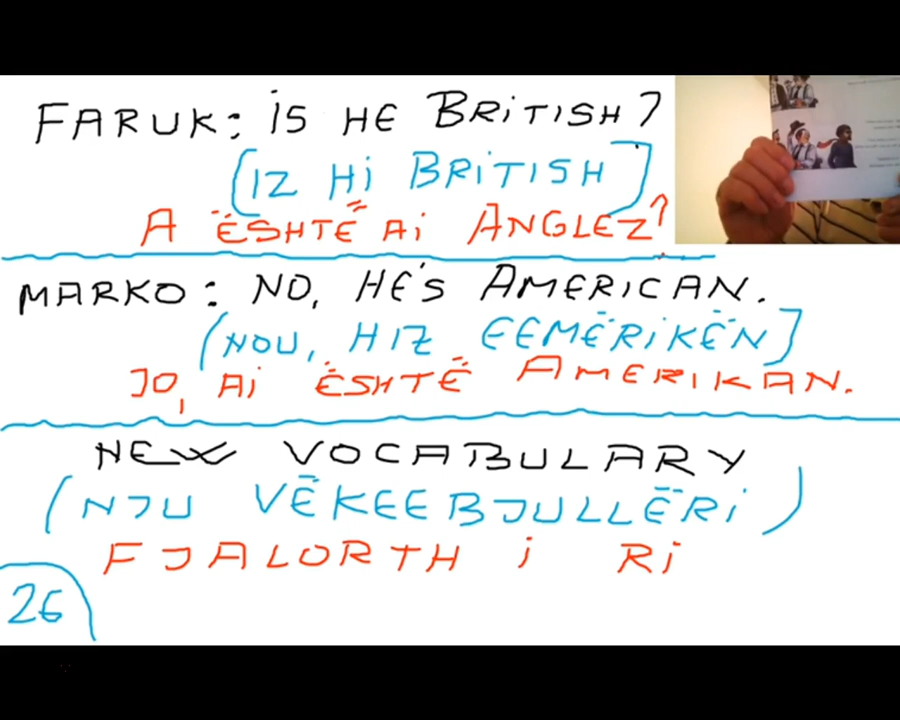 FARUK: IS HE BRITISH?
[IZ HI BRITISH]
A ËSHTË AI ANGLEZ?
MARKO: NO, HE'S AMERICAN.
(NOU, HIZ EEMËRIKËN]
JO, AI ËSHTË AMERIKAN.
NEW VOCABULARY
(NJU VËKEEBJULLËRI)
FJALORTH I RI
26